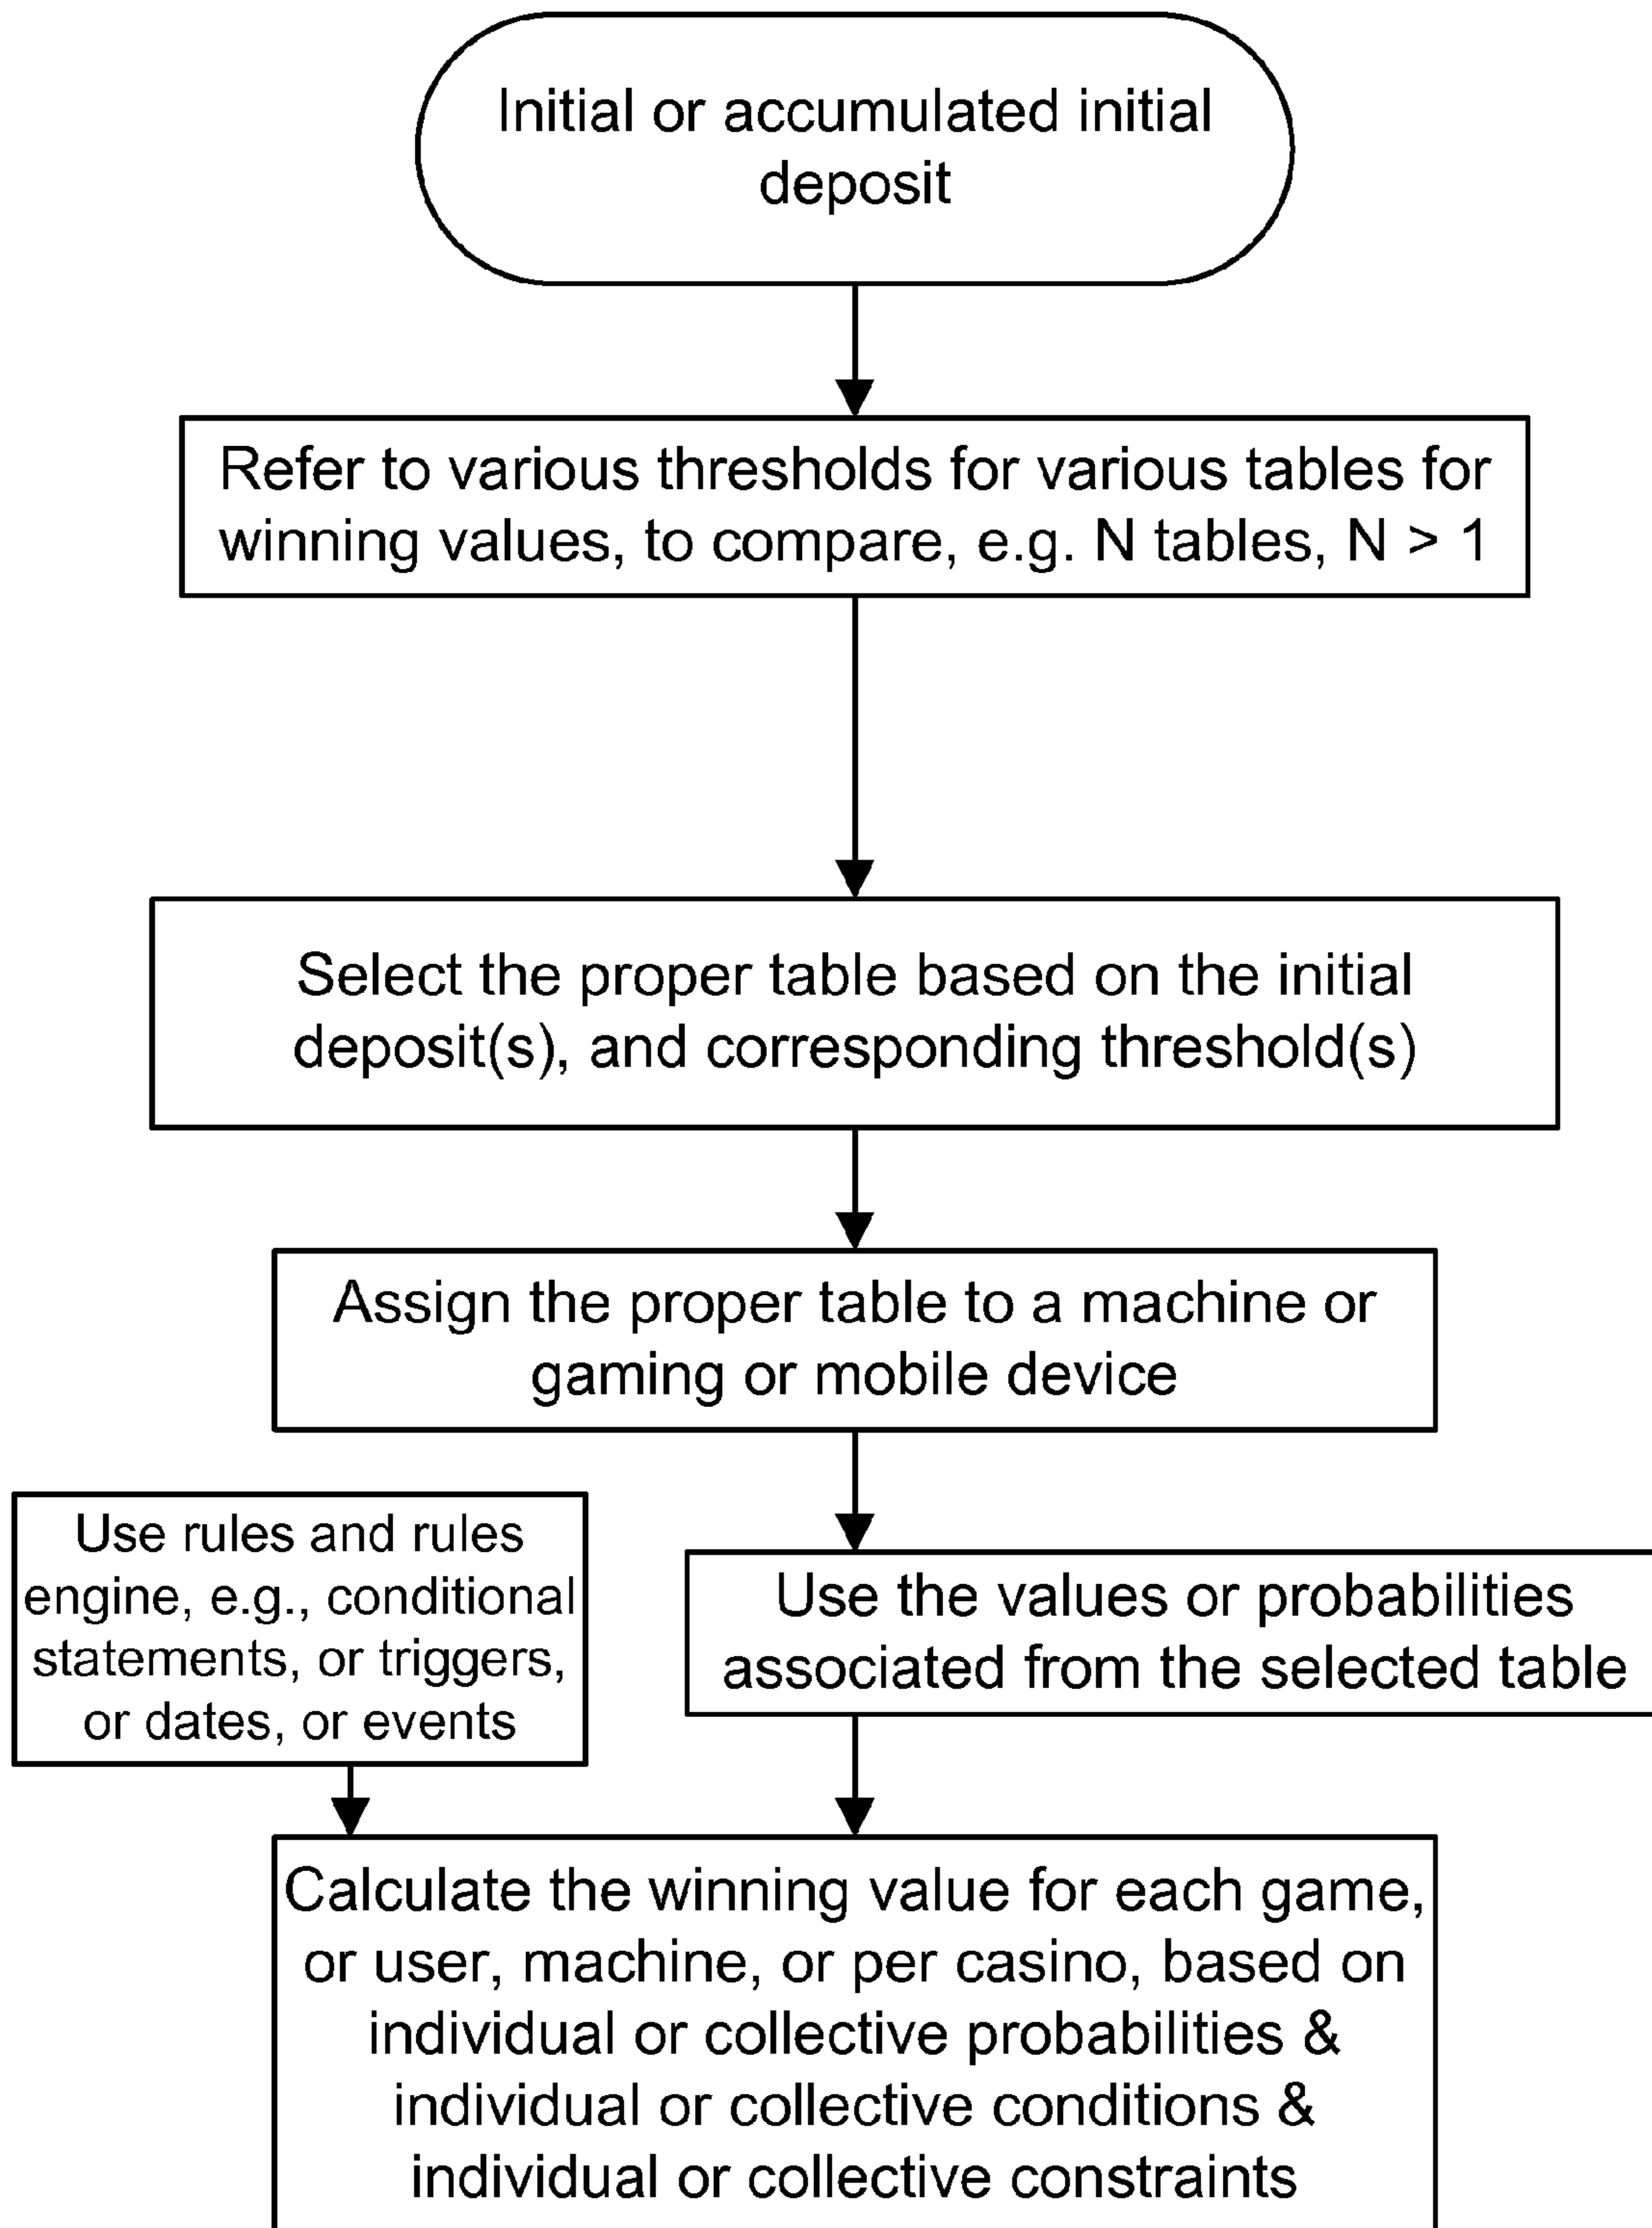 Initial or accumulated initial
deposit
Refer to various thresholds for various tables for
winning values, to compare, e.g. N tables, N > 1
Select the proper table based on the initial
deposit(s), and corresponding threshold(s)
Assign the proper table to a machine or
gaming or mobile device
Use rules and rules
engine, e.g., conditional
statements, or triggers,
or dates, or events
Use the values or probabilities
associated from the selected table
Calculate the winning value for each game,
or user, machine, or per casino, based on
individual or collective probabilities &
individual or collective conditions &
individual or collective constraints